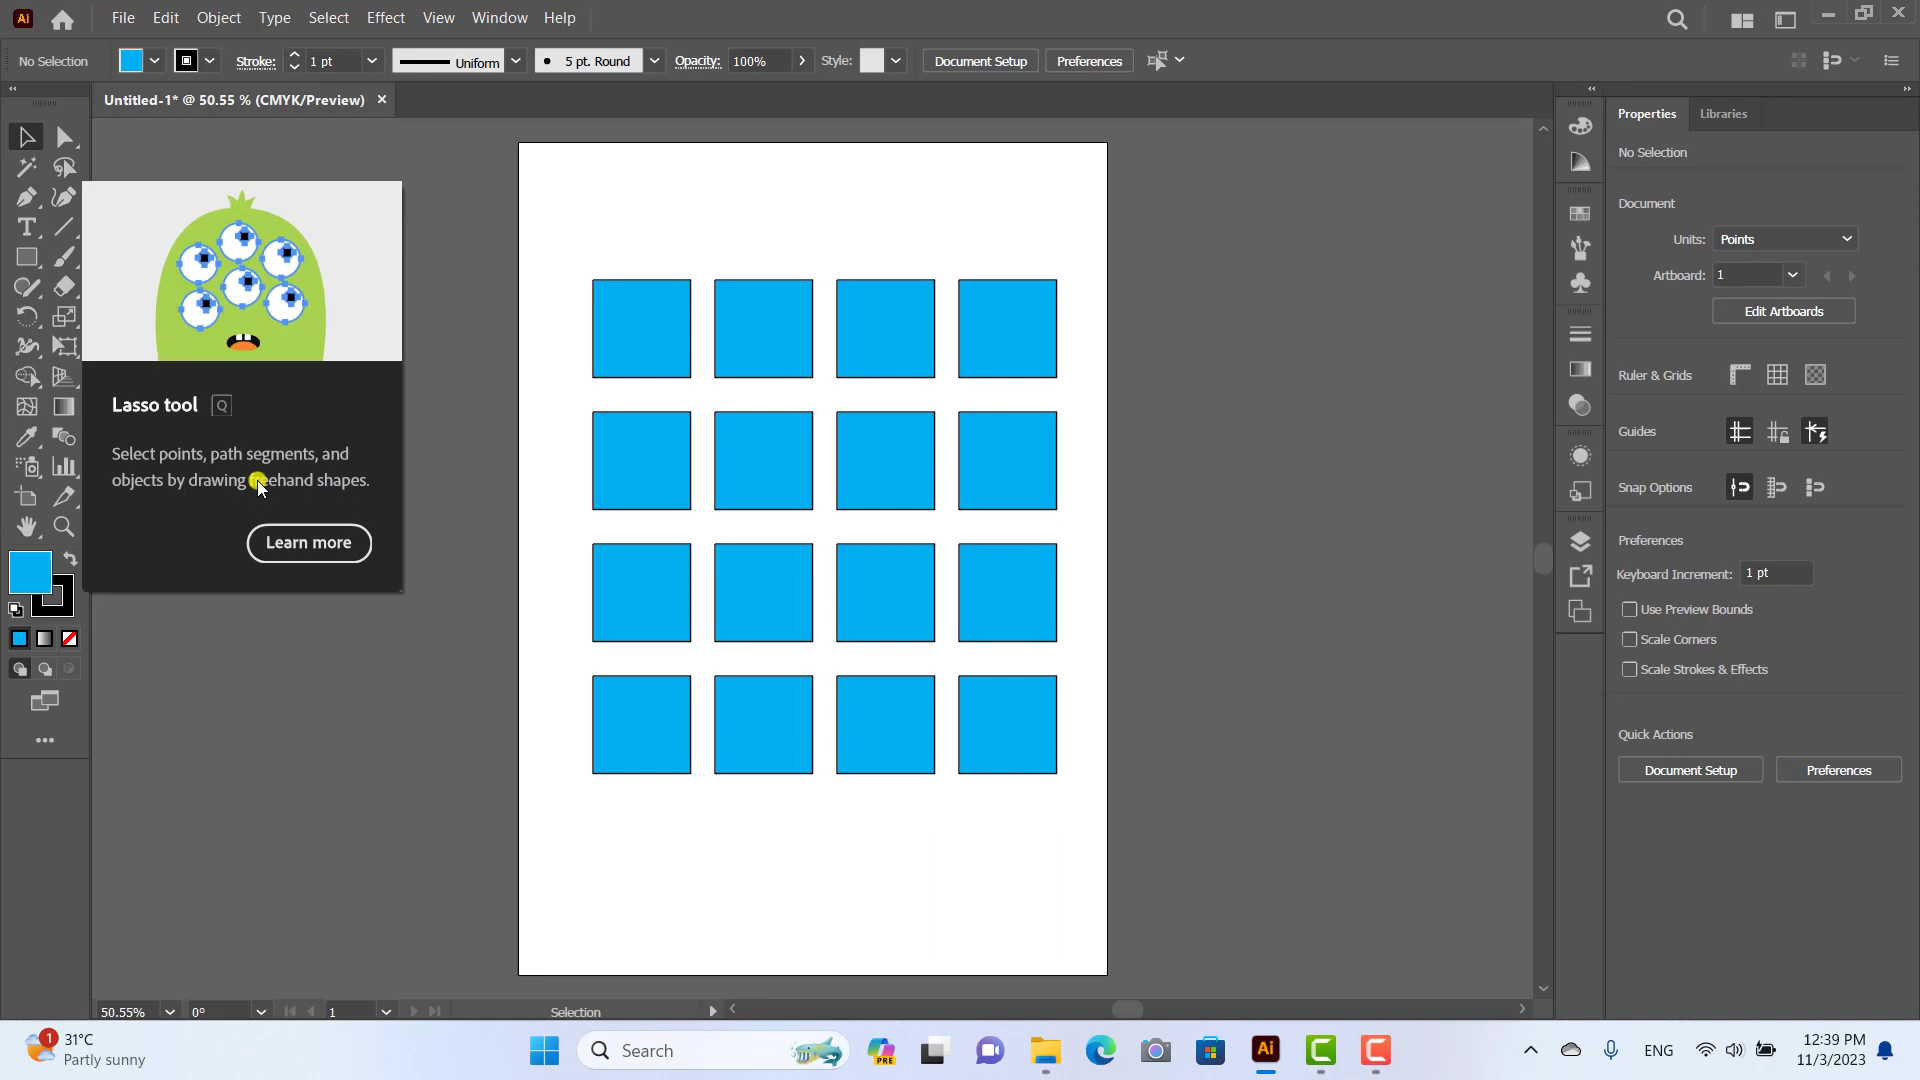 Ai File Edit Object Type Select Effect View Window Help
No Selection Stroke: 1 pt Uniform 5 pt. Round Opacity: 100% Style: Document Setup Preferences
Untitled-1* @ 50.55 % (CMYK/Preview)
Properties Libraries
No Selection
Document
Units: Points
Artboard: 1
Edit Artboards
Ruler & Grids
Guides
Snap Options
Preferences
Keyboard Increment: 1 pt
Use Preview Bounds
Scale Corners
Scale Strokes & Effects
Quick Actions
Document Setup Preferences
T
Lasso tool Q
Select points, path segments, and
objects by drawing freehand shapes.
Learn more
50.55% 0° 1 Selection
1
31°C
Partly sunny
Search
PRE
Ai
ENG
12:39 PM
11/3/2023